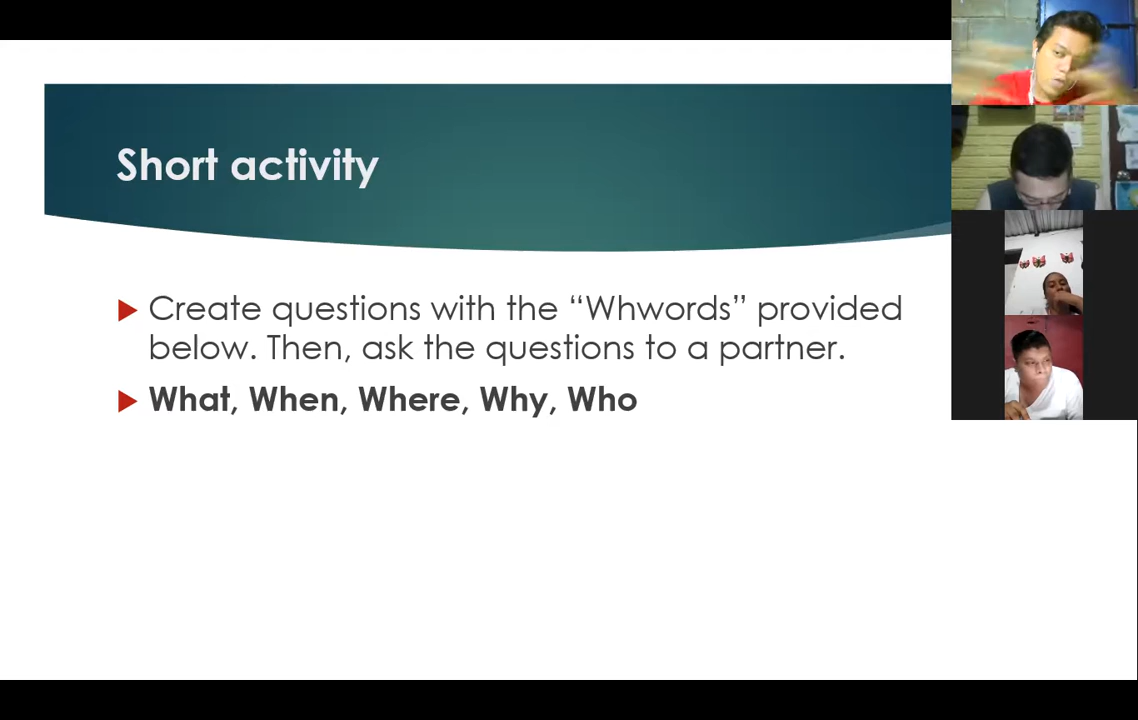 Short activity
Create questions with the “Whwords” provided
below. Then, ask the questions to a partner.
What, When, Where, Why, Who